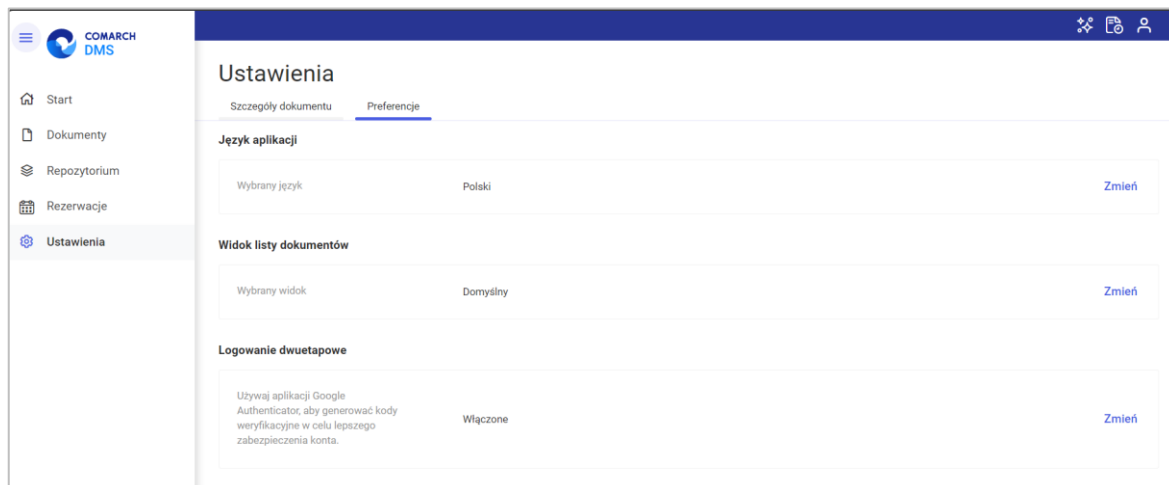 COMARCH
DMS
Start
Dokumenty
Repozytorium
Rezerwacje
Ustawienia
Ustawienia
Szczegóły dokumentu
Preferencje
Język aplikacji
Wybrany język
Polski
Zmień
Widok listy dokumentów
Wybrany widok
Domyślny
Zmień
Logowanie dwuetapowe
Używaj aplikacji Google
Authenticator, aby generować kody
weryfikacyjne w celu lepszego
zabezpieczenia konta.
Włączone
Zmień